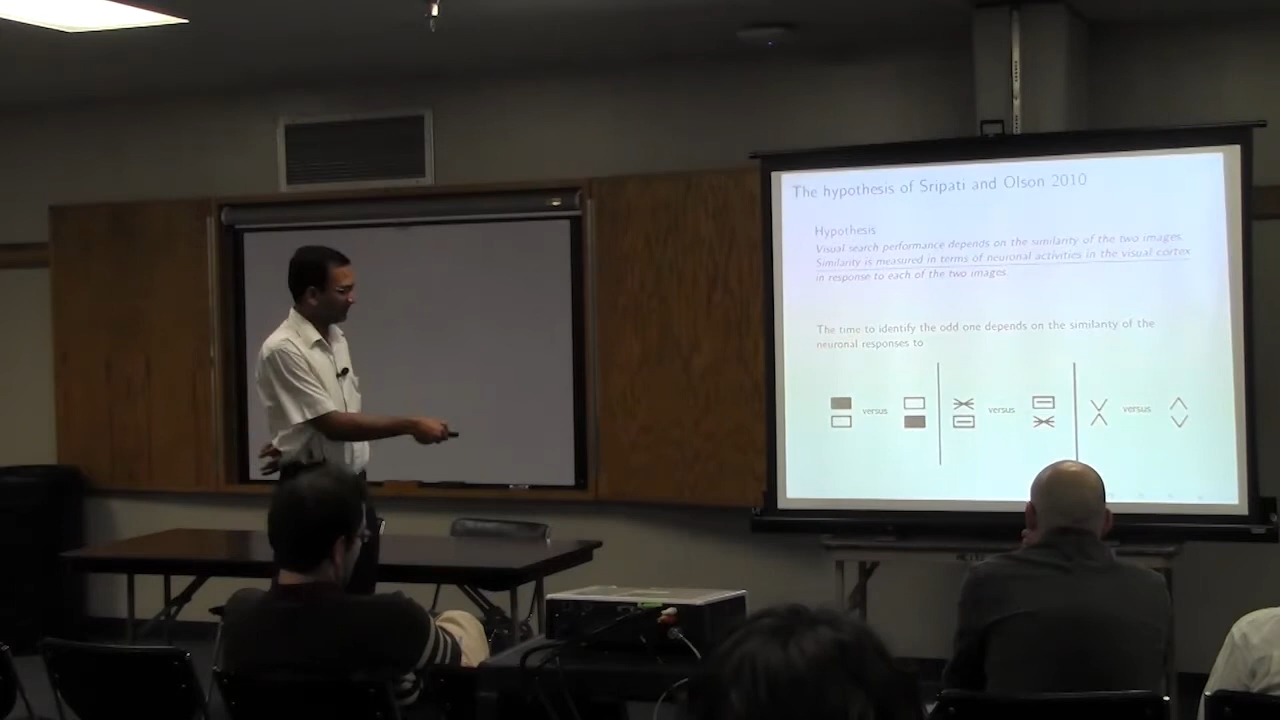 The hypothesis of Sripati and Olson 2010
Hypothesis
Visual search performance depends on the similarity of the two images.
Similarity is measured in terms of neuronal activities in the visual cortex
in response to each of the two images.
The time to identify the odd one depends on the similarity of the
neuronal responses to
versus versus versus